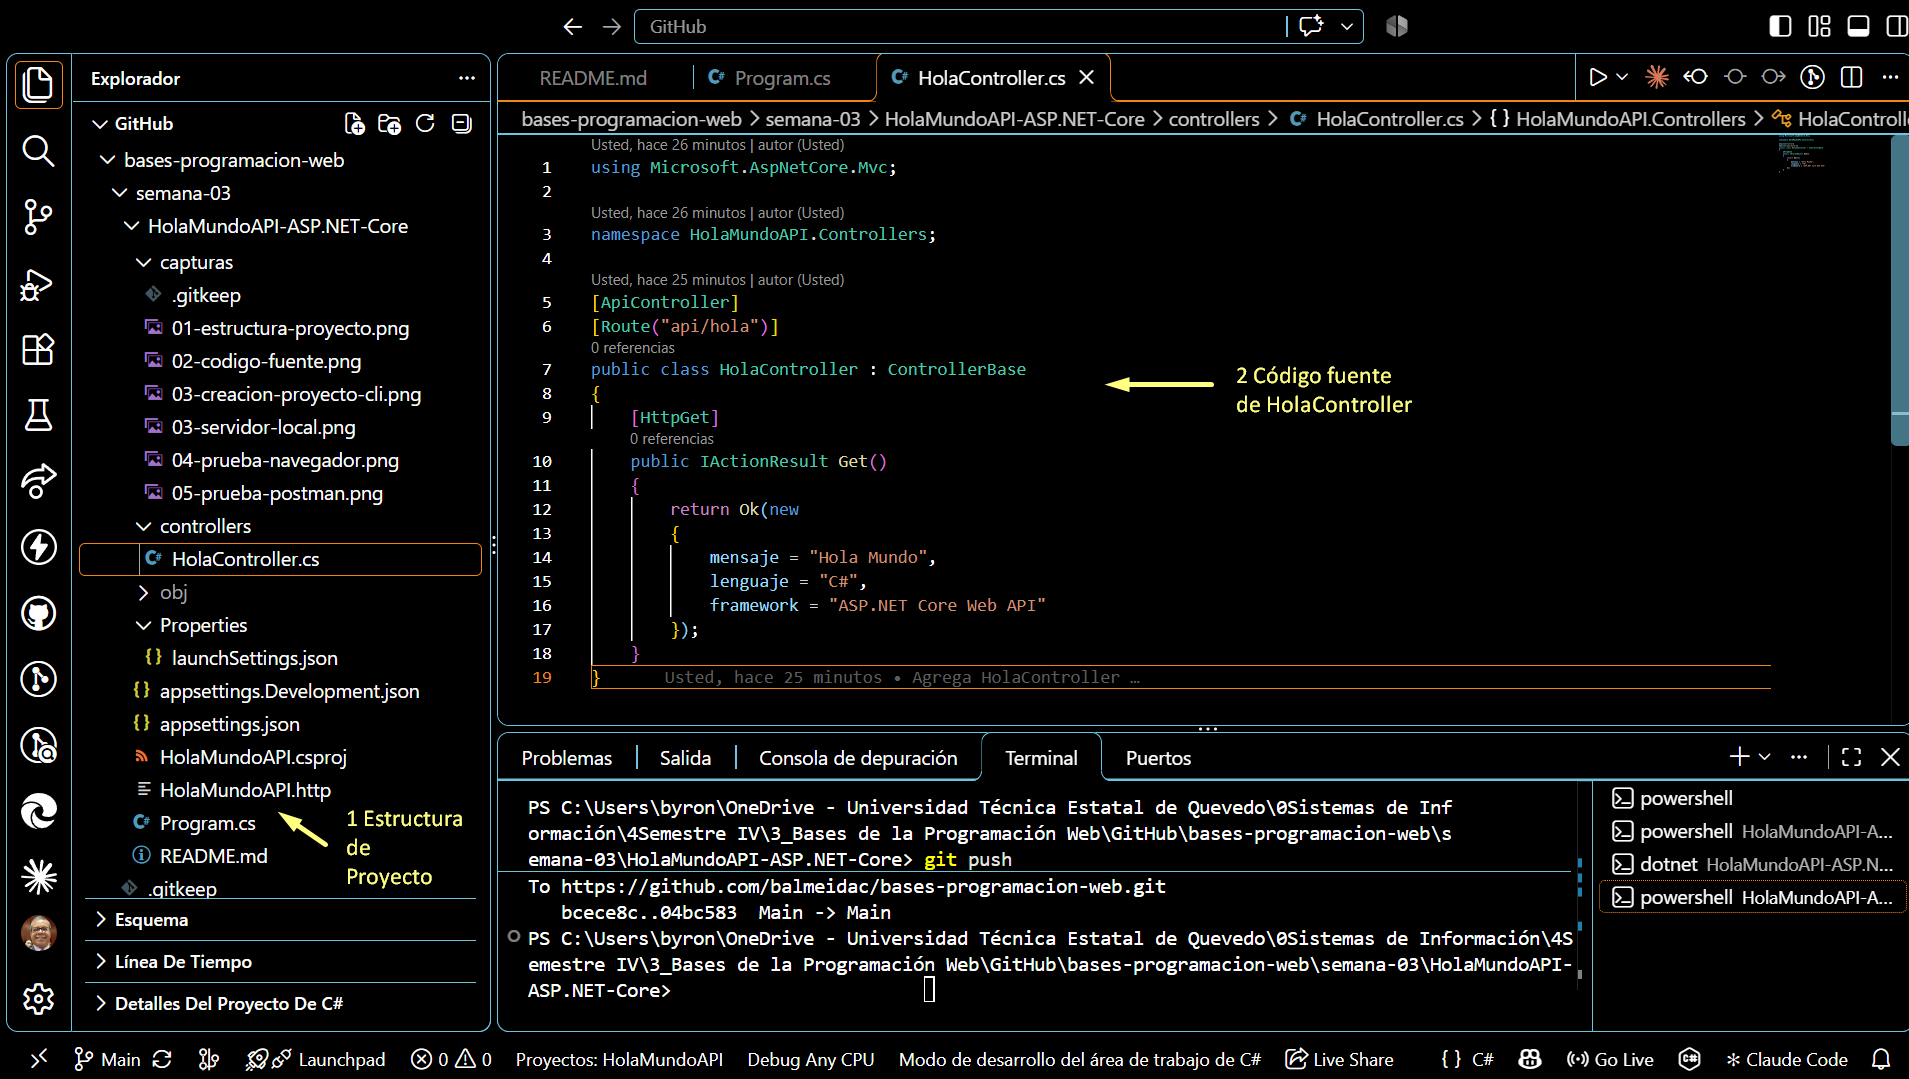 GitHub
Explorador
GitHub
bases-programacion-web
semana-03
HolaMundoAPI-ASP.NET-Core
capturas
.gitkeep
01-estructura-proyecto.png
02-codigo-fuente.png
03-creacion-proyecto-cli.png
03-servidor-local.png
04-prueba-navegador.png
05-prueba-postman.png
controllers
C# HolaController.cs
obj
Properties
{} launchSettings.json
{} appsettings.Development.json
{} appsettings.json
HolaMundoAPI.csproj
HolaMundoAPI.http
C# Program.cs
README.md
.gitkeep
1 Estructura
de
Proyecto
Esquema
Línea De Tiempo
Detalles Del Proyecto De C#
README.md
C# Program.cs
C# HolaController.cs
bases-programacion-web > semana-03 > HolaMundoAPI-ASP.NET-Core > controllers > C# HolaController.cs > {} HolaMundoAPI.Controllers > HolaControll
Usted, hace 26 minutos | autor (Usted)
1 using Microsoft.AspNetCore.Mvc;
2
Usted, hace 26 minutos | autor (Usted)
3 namespace HolaMundoAPI.Controllers;
4
Usted, hace 25 minutos | autor (Usted)
5 [ApiController]
6 [Route("api/hola")]
0 referencias
7 public class HolaController : ControllerBase
8 {
9 [HttpGet]
0 referencias
10 public IActionResult Get()
11 {
12 return Ok(new
13 {
14 mensaje = "Hola Mundo",
15 lenguaje = "C#",
16 framework = "ASP.NET Core Web API"
17 });
18 }
19 } Usted, hace 25 minutos • Agrega HolaController …
2 Código fuente
de HolaController
Problemas
Salida
Consola de depuración
Terminal
Puertos
PS C:\Users\byron\OneDrive - Universidad Técnica Estatal de Quevedo\0Sistemas de Inf
ormación\4Semestre IV\3_Bases de la Programación Web\GitHub\bases-programacion-web\s
emana-03\HolaMundoAPI-ASP.NET-Core> git push
To https://github.com/balmeidac/bases-programacion-web.git
bcece8c..04bc583 Main -> Main
PS C:\Users\byron\OneDrive - Universidad Técnica Estatal de Quevedo\0Sistemas de Información\4S
emestre IV\3_Bases de la Programación Web\GitHub\bases-programacion-web\semana-03\HolaMundoAPI-
ASP.NET-Core>
powershell
powershell HolaMundoAPI-A...
dotnet HolaMundoAPI-ASP.N...
powershell HolaMundoAPI-A...
Main
Launchpad
0 0
Proyectos: HolaMundoAPI
Debug Any CPU
Modo de desarrollo del área de trabajo de C#
Live Share
{} C#
Go Live
Claude Code